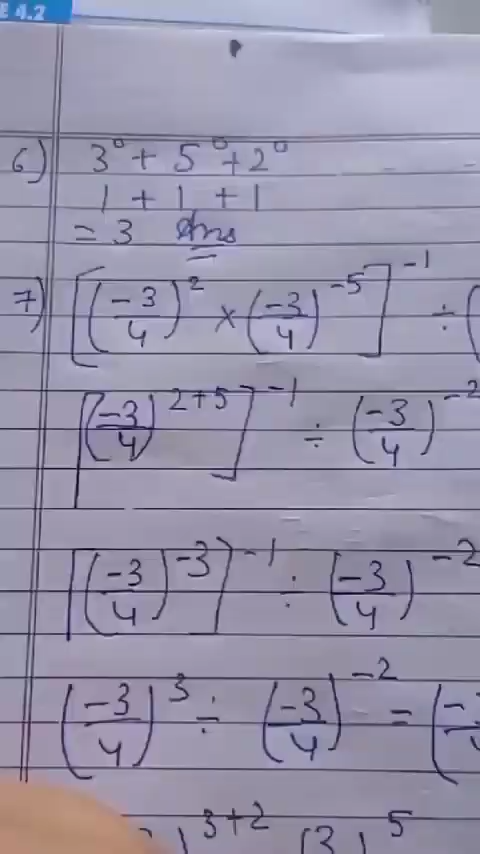 E 4.2
6) 3⁰ + 5⁰ + 2⁰
1 + 1 + 1
= 3 Ans
7) [(-3/4)² × (-3/4)⁻⁵]⁻¹ ÷ (
[(-3/4)²⁺⁵]⁻¹ ÷ (-3/4)⁻²
[(-3/4)⁻³]⁻¹ ÷ (-3/4)⁻²
(-3/4)³ ÷ (-3/4)⁻² = (-
3+2 (3) 5